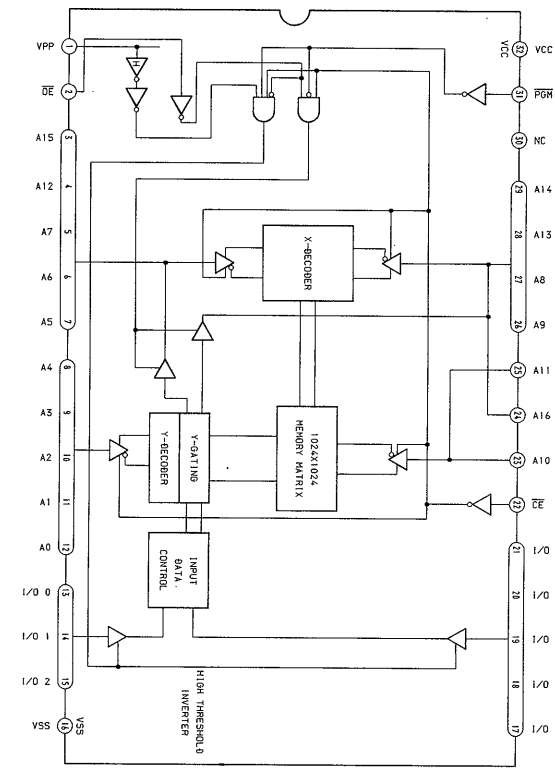 VPP 1
OE 2
A15 3
A12 4
A7 5
A6 6
A5 7
A4 8
A3 9
A2 10
A1 11
A0 12
I/O 0 13
I/O 1 14
I/O 2 15
VSS 16 VSS
H
X-DECODER
Y-DECODER
Y-GATING
1024X1024
MEMORY MATRIX
INPUT
DATA.
CONTROL
HIGH THRESHOLD
INVERTER
VCC 32 VCC
31 PGM
30 NC
29 A14
28 A13
27 A8
26 A9
25 A11
24 A16
23 A10
22 CE
21 I/O
20 I/O
19 I/O
18 I/O
17 I/O